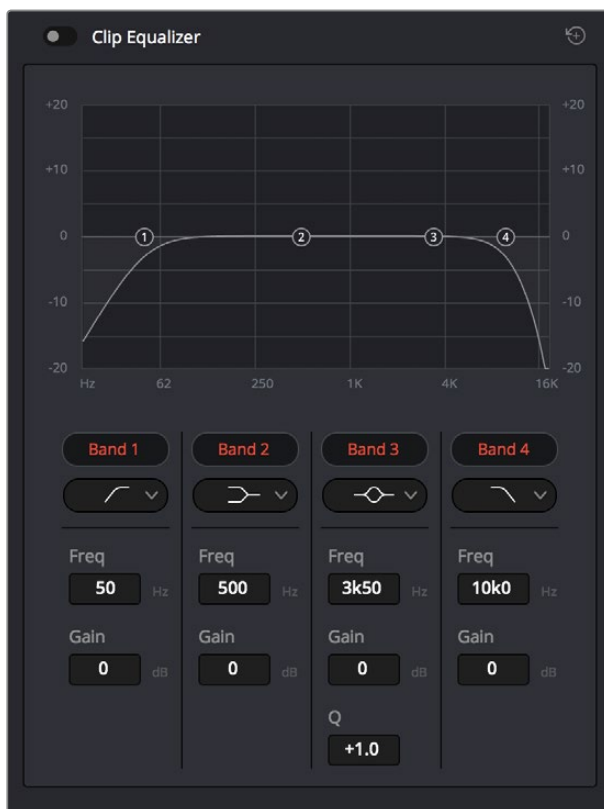 Clip Equalizer
+20 +20
+10 +10
0 0
-10 -10
-20 -20
Hz 62 250 1K 4K 16K
1 2 3 4
Band 1 Band 2 Band 3 Band 4
Freq Freq Freq Freq
50 Hz 500 Hz 3k50 Hz 10k0 Hz
Gain Gain Gain Gain
0 dB 0 dB 0 dB 0 dB
Q
+1.0